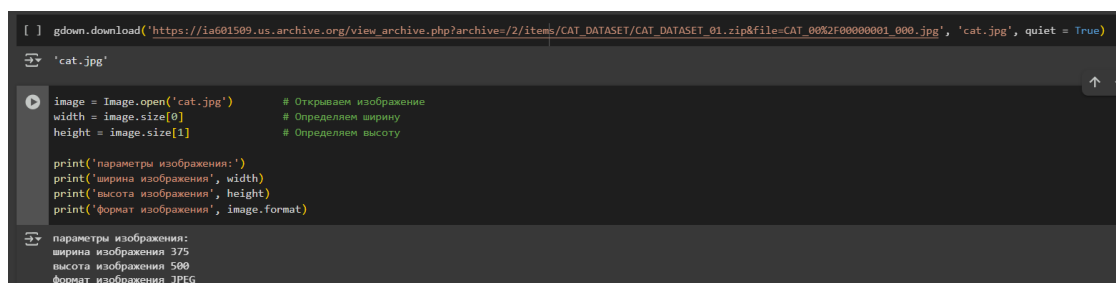 [ ] gdown.download('https://ia601509.us.archive.org/view_archive.php?archive=/2/items/CAT_DATASET/CAT_DATASET_01.zip&file=CAT_00%2F00000001_000.jpg', 'cat.jpg', quiet = True)
'cat.jpg'
image = Image.open('cat.jpg') # Открываем изображение
width = image.size[0] # Определяем ширину
height = image.size[1] # Определяем высоту
print('параметры изображения:')
print('ширина изображения', width)
print('высота изображения', height)
print('формат изображения', image.format)
параметры изображения:
ширина изображения 375
высота изображения 500
формат изображения JPEG